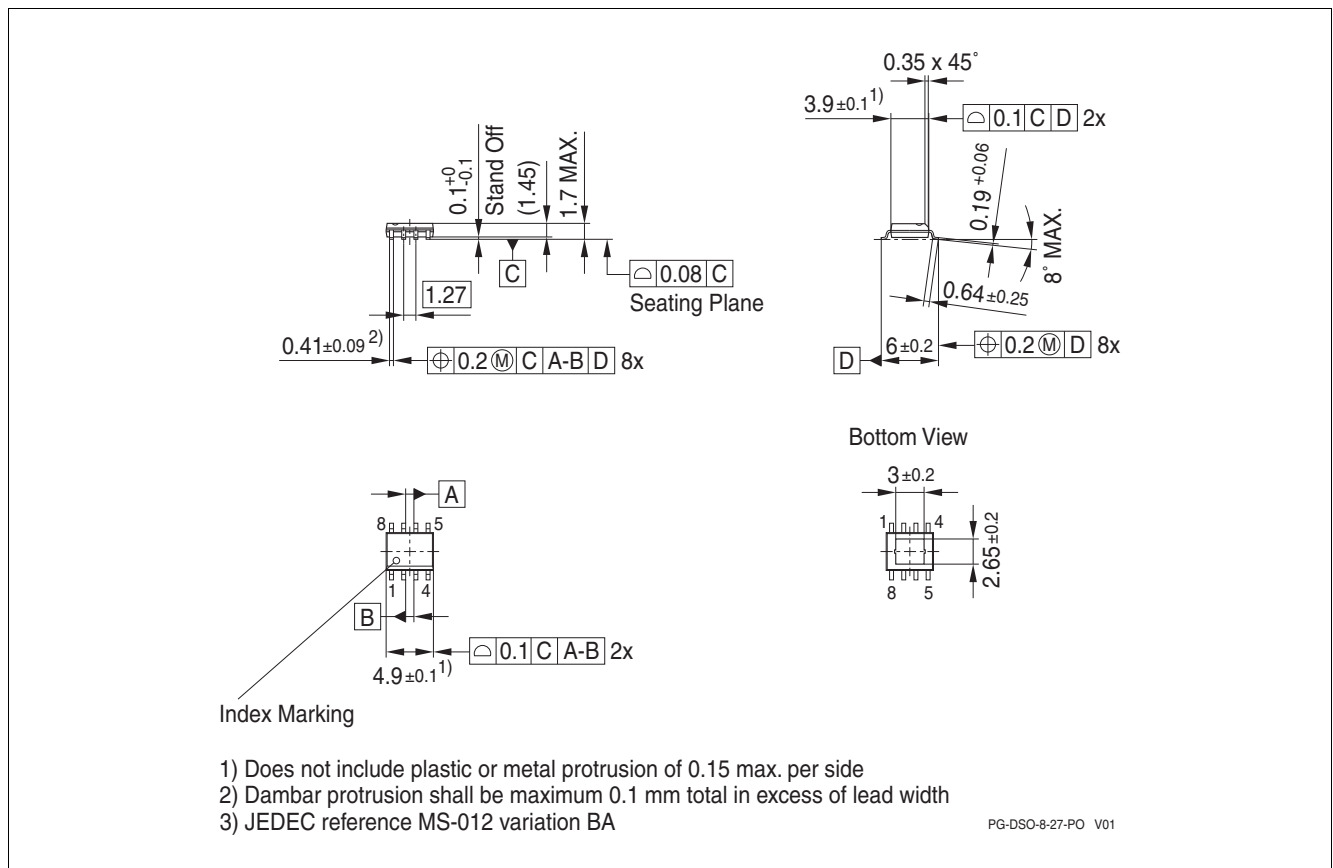 0.35 x 45°
3.9 ±0.1 1)
⌓ 0.1 C D 2x
0.1 +0 -0.1
Stand Off
(1.45)
1.7 MAX.
0.19 +0.06
8° MAX.
C
⌓ 0.08 C
Seating Plane
1.27
0.64 ±0.25
0.41 ±0.09 2)
⌖ 0.2 Ⓜ C A-B D 8x
D
6 ±0.2
⌖ 0.2 Ⓜ D 8x
Bottom View
3 ±0.2
A
8 5
1 4
2.65 ±0.2
1 4
8 5
B
⌓ 0.1 C A-B 2x
4.9 ±0.1 1)
Index Marking
1) Does not include plastic or metal protrusion of 0.15 max. per side
2) Dambar protrusion shall be maximum 0.1 mm total in excess of lead width
3) JEDEC reference MS-012 variation BA
PG-DSO-8-27-PO V01